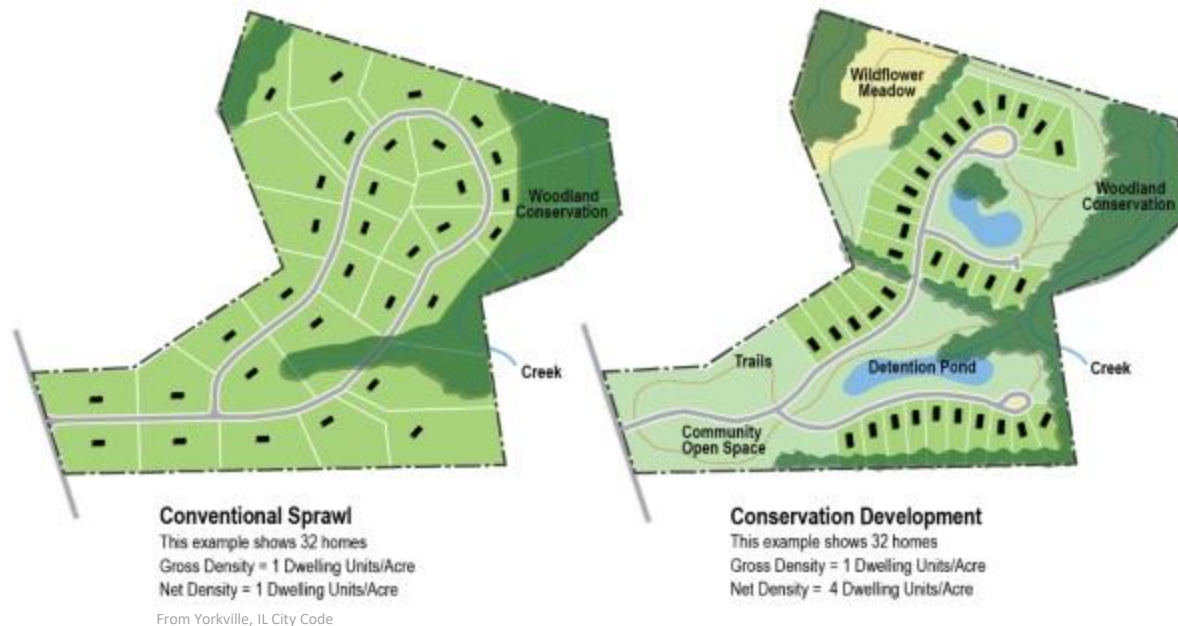 Woodland
Conservation
Creek
Conventional Sprawl
This example shows 32 homes
Gross Density = 1 Dwelling Units/Acre
Net Density = 1 Dwelling Units/Acre
From Yorkville, IL City Code
Wildflower
Meadow
Woodland
Conservation
Trails
Detention Pond
Creek
Community
Open Space
Conservation Development
This example shows 32 homes
Gross Density = 1 Dwelling Units/Acre
Net Density = 4 Dwelling Units/Acre